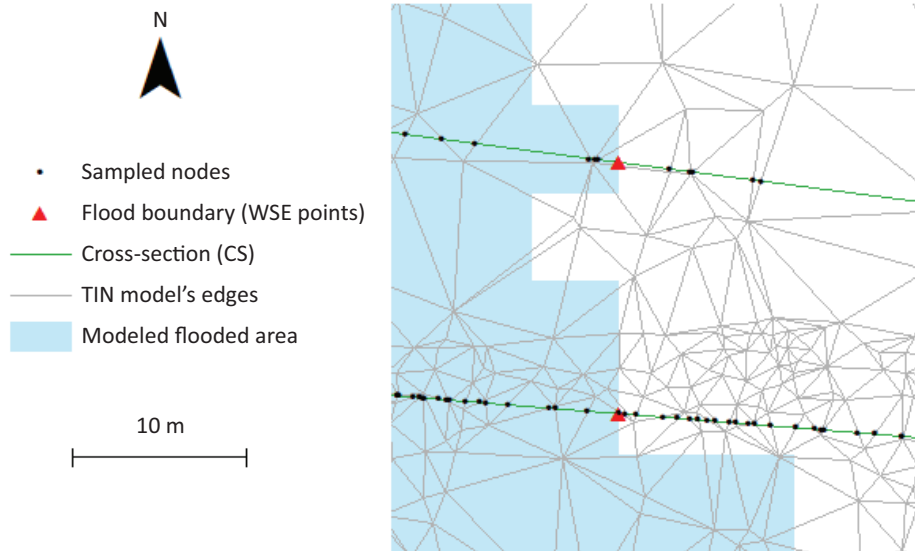 N
Sampled nodes
Flood boundary (WSE points)
Cross-section (CS)
TIN model’s edges
Modeled flooded area
10 m